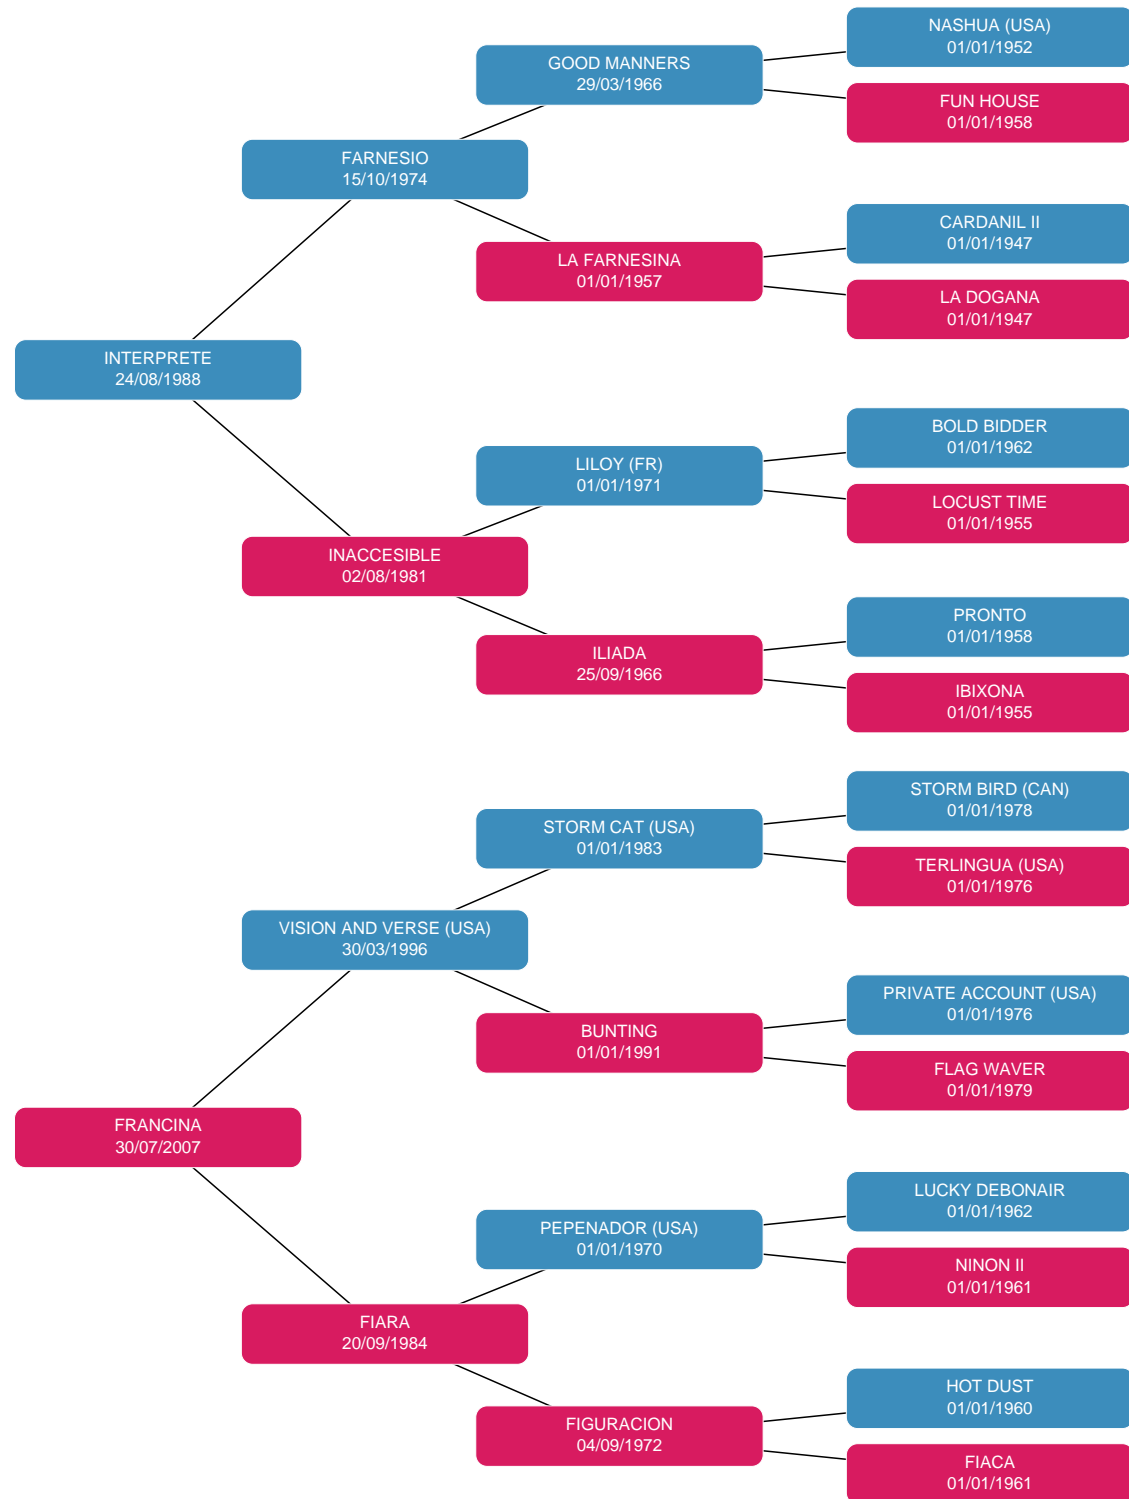 NASHUA (USA)
01/01/1952
GOOD MANNERS
29/03/1966
FUN HOUSE
01/01/1958
FARNESIO
15/10/1974
CARDANIL II
01/01/1947
LA FARNESINA
01/01/1957
LA DOGANA
01/01/1947
INTERPRETE
24/08/1988
BOLD BIDDER
01/01/1962
LILOY (FR)
01/01/1971
LOCUST TIME
01/01/1955
INACCESIBLE
02/08/1981
PRONTO
01/01/1958
ILIADA
25/09/1966
IBIXONA
01/01/1955
STORM BIRD (CAN)
01/01/1978
STORM CAT (USA)
01/01/1983
TERLINGUA (USA)
01/01/1976
VISION AND VERSE (USA)
30/03/1996
PRIVATE ACCOUNT (USA)
01/01/1976
BUNTING
01/01/1991
FLAG WAVER
01/01/1979
FRANCINA
30/07/2007
LUCKY DEBONAIR
01/01/1962
PEPENADOR (USA)
01/01/1970
NINON II
01/01/1961
FIARA
20/09/1984
HOT DUST
01/01/1960
FIGURACION
04/09/1972
FIACA
01/01/1961